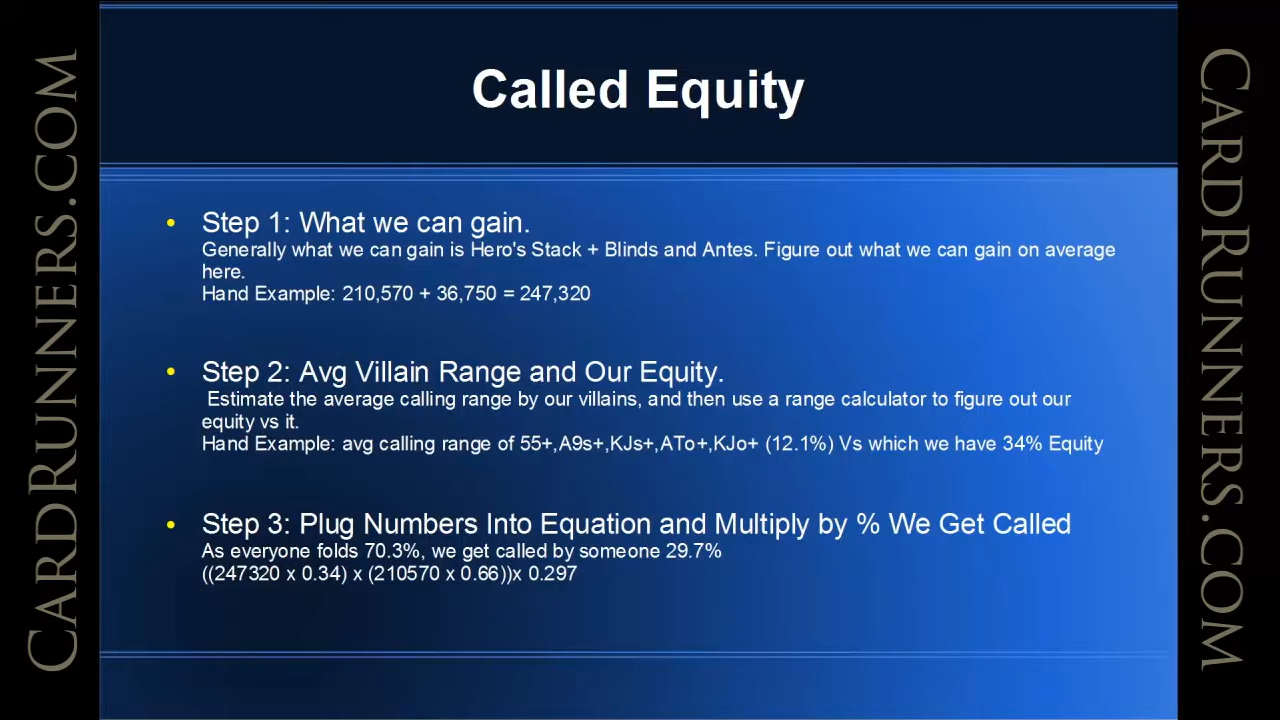 CARDRUNNERS.COM
Called Equity
• Step 1: What we can gain.
Generally what we can gain is Hero's Stack + Blinds and Antes. Figure out what we can gain on average
here.
Hand Example: 210,570 + 36,750 = 247,320
• Step 2: Avg Villain Range and Our Equity.
Estimate the average calling range by our villains, and then use a range calculator to figure out our
equity vs it.
Hand Example: avg calling range of 55+,A9s+,KJs+,ATo+,KJo+ (12.1%) Vs which we have 34% Equity
• Step 3: Plug Numbers Into Equation and Multiply by % We Get Called
As everyone folds 70.3%, we get called by someone 29.7%
((247320 x 0.34) x (210570 x 0.66))x 0.297
CARDRUNNERS.COM